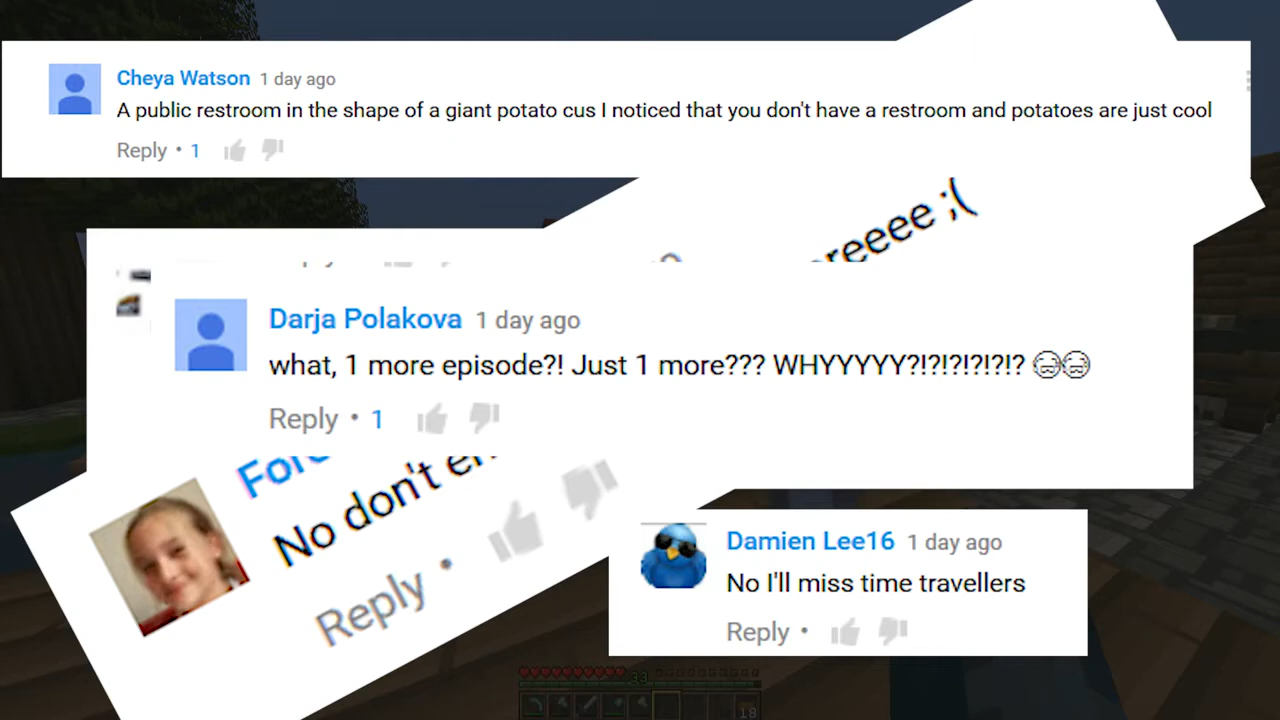 Cheya Watson 1 day ago
A public restroom in the shape of a giant potato cus I noticed that you don't have a restroom and potatoes are just cool
Reply • 1
reeee ;(
Darja Polakova 1 day ago
what, 1 more episode?! Just 1 more??? WHYYYYY?!?!?!?!?!? 😂😂
Reply • 1
No don't
Reply •
Damien Lee16 1 day ago
No I'll miss time travellers
Reply •
33
18